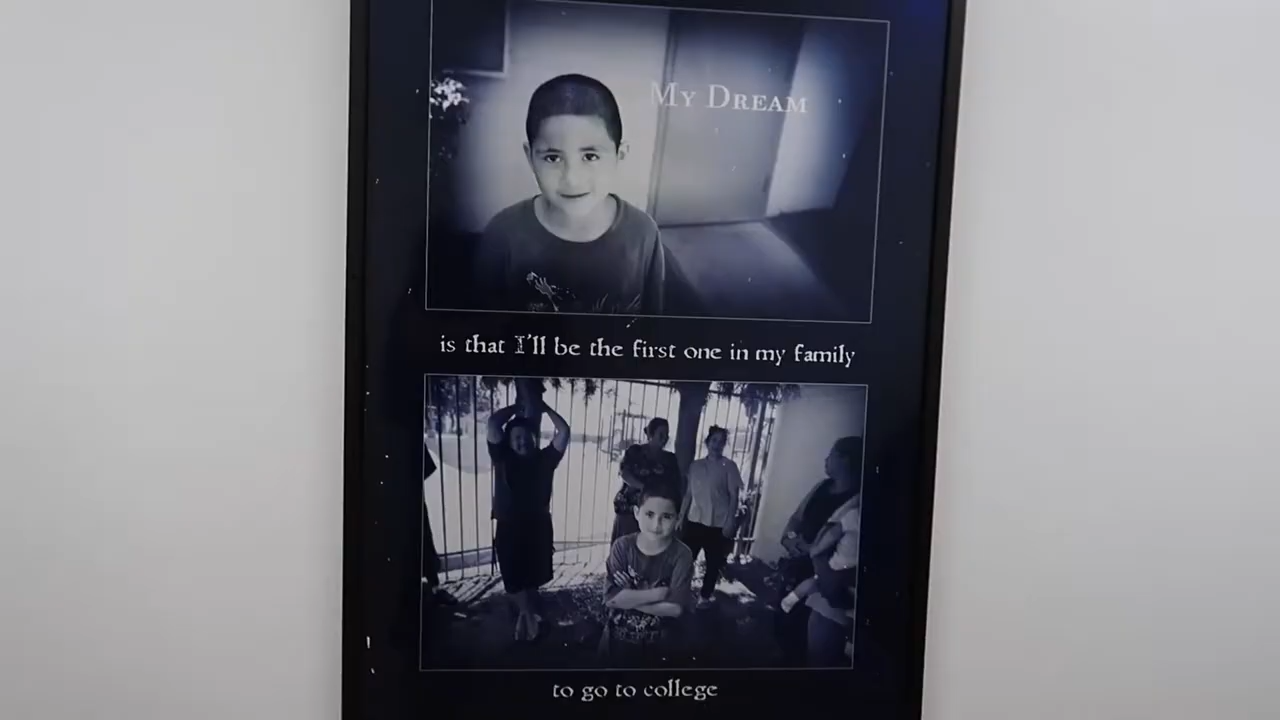 My Dream
is that I'll be the first one in my family
to go to college